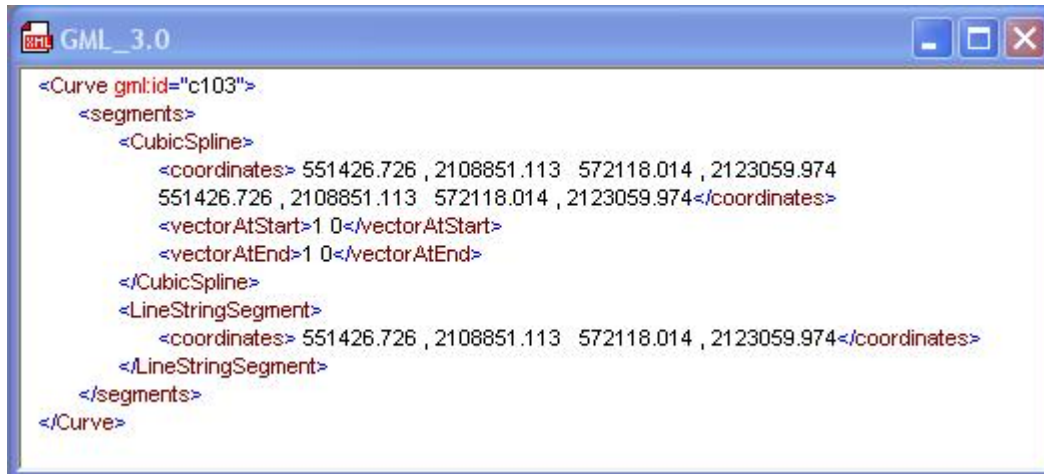 XML GML_3.0
<Curve gml:id="c103">
<segments>
<CubicSpline>
<coordinates> 551426.726 , 2108851.113 572118.014 , 2123059.974
551426.726 , 2108851.113 572118.014 , 2123059.974</coordinates>
<vectorAtStart>1 0</vectorAtStart>
<vectorAtEnd>1 0</vectorAtEnd>
</CubicSpline>
<LineStringSegment>
<coordinates> 551426.726 , 2108851.113 572118.014 , 2123059.974</coordinates>
</LineStringSegment>
</segments>
</Curve>